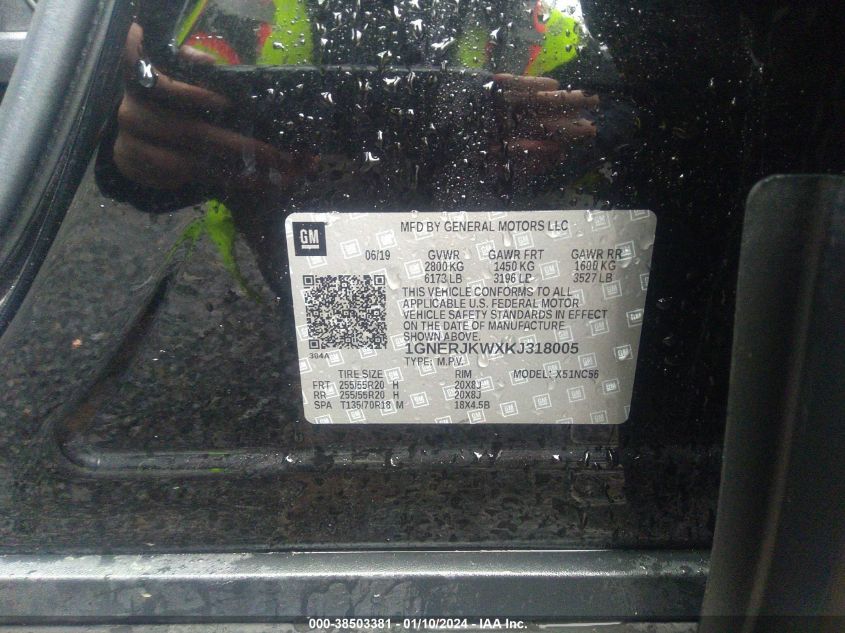 GM
MFD BY GENERAL MOTORS LLC
06/19 GVWR GAWR FRT GAWR RR
2800 KG 1450 KG 1600 KG
6173 LB 3196 LB 3527 LB
THIS VEHICLE CONFORMS TO ALL
APPLICABLE U.S. FEDERAL MOTOR
VEHICLE SAFETY STANDARDS IN EFFECT
ON THE DATE OF MANUFACTURE
SHOWN ABOVE.
304A
1GNERJKWXKJ318005
TYPE: M.P.V. MODEL: X51NC56
TIRE SIZE RIM
FRT 255/55R20 H 20X8J
RR 255/55R20 H 20X8J
SPA T135/70R18 M 18X4.5B
000-38503381 - 01/10/2024 - IAA Inc.